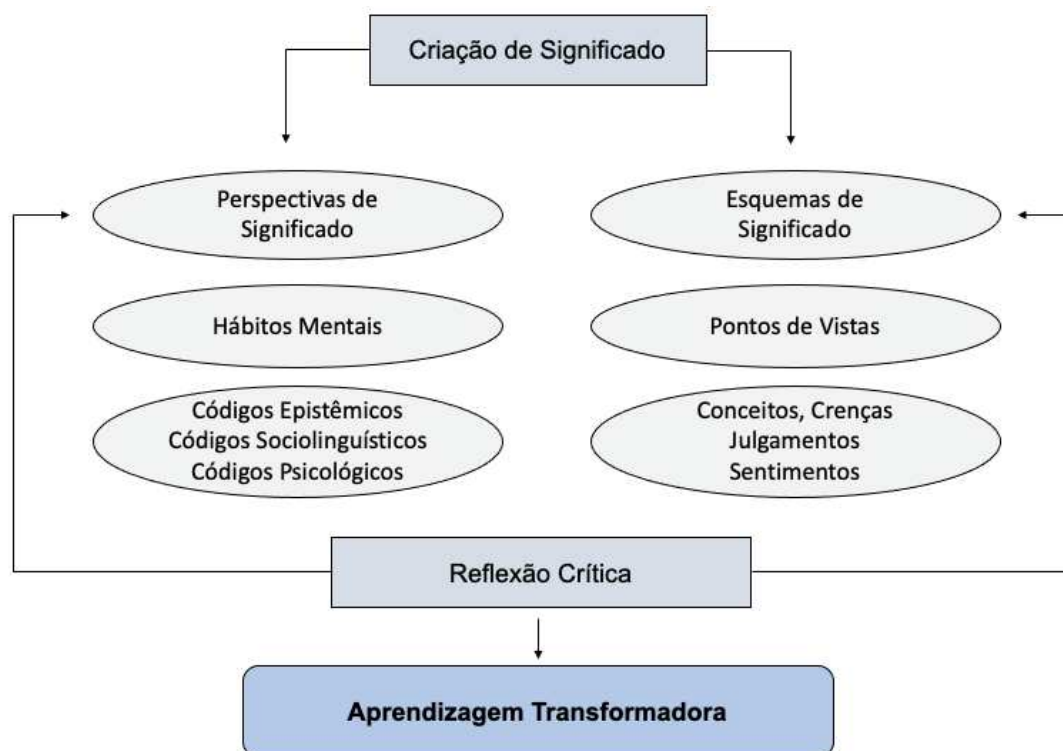 Criação de Significado
Perspectivas de
Significado
Esquemas de
Significado
Hábitos Mentais
Pontos de Vistas
Códigos Epistêmicos
Códigos Sociolinguísticos
Códigos Psicológicos
Conceitos, Crenças
Julgamentos
Sentimentos
Reflexão Crítica
Aprendizagem Transformadora